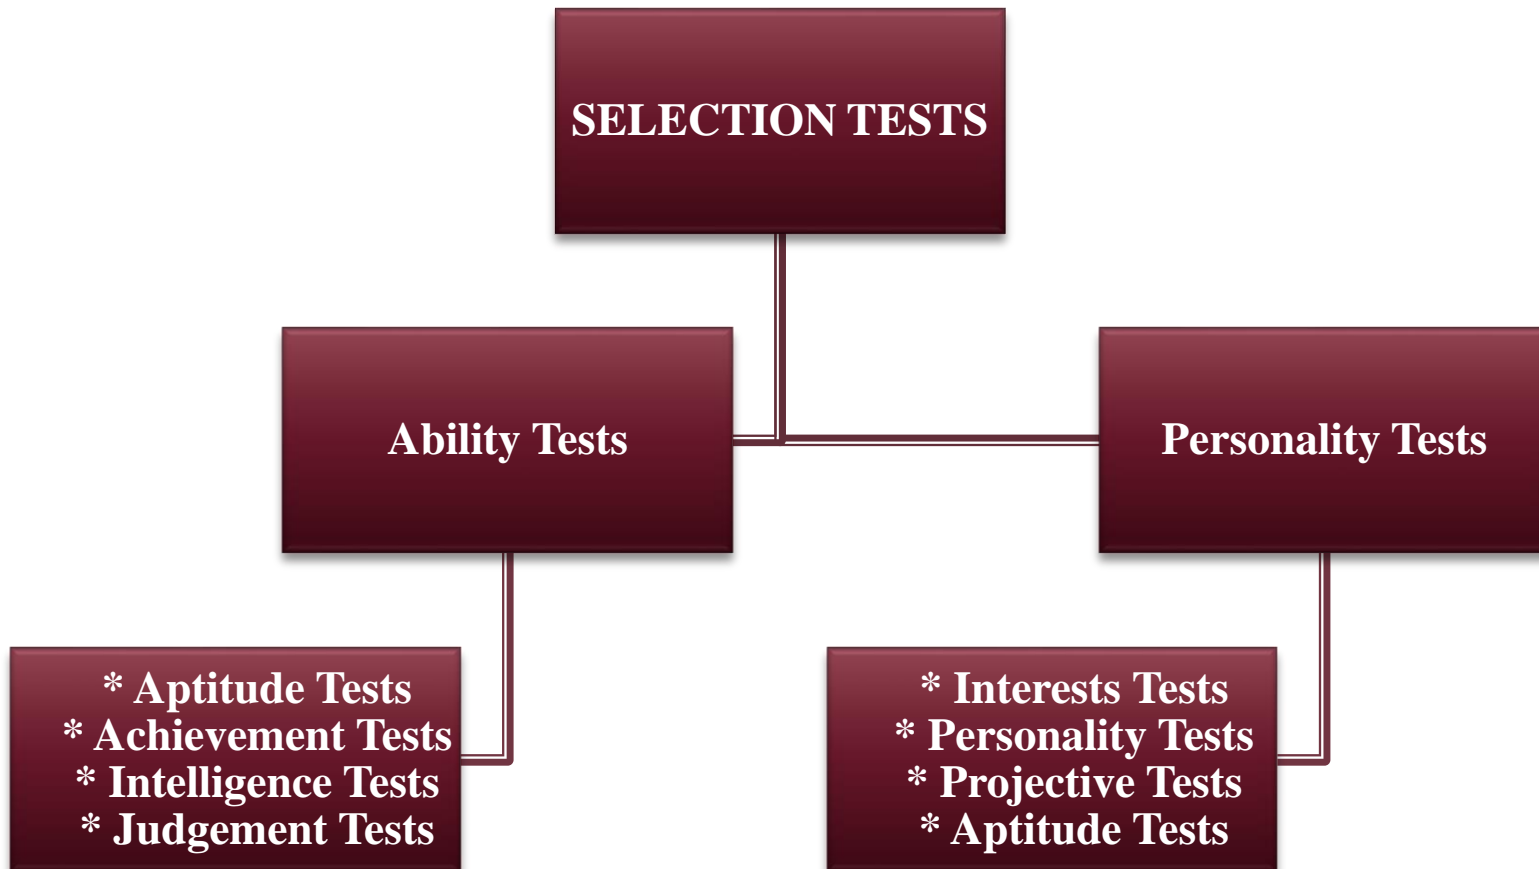 SELECTION TESTS
Ability Tests
Personality Tests
* Aptitude Tests
* Achievement Tests
* Intelligence Tests
* Judgement Tests
* Interests Tests
* Personality Tests
* Projective Tests
* Aptitude Tests